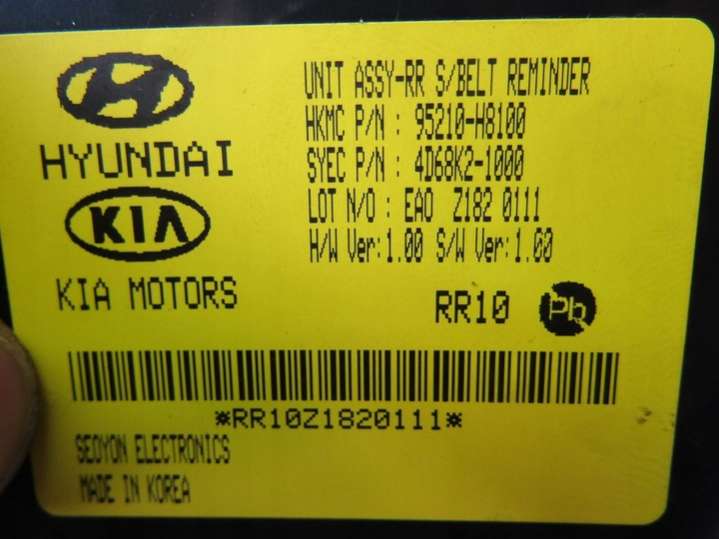 HYUNDAI
KIA
KIA MOTORS
UNIT ASSY-RR S/BELT REMINDER
HKMC P/N : 95210-H8100
SYEC P/N : 4D68K2-1000
LOT N/O : EAO Z182 0111
H/W Ver:1.00 S/W Ver:1.00
RR10 Pb
*RR10Z1820111*
SEOYON ELECTRONICS
MADE IN KOREA